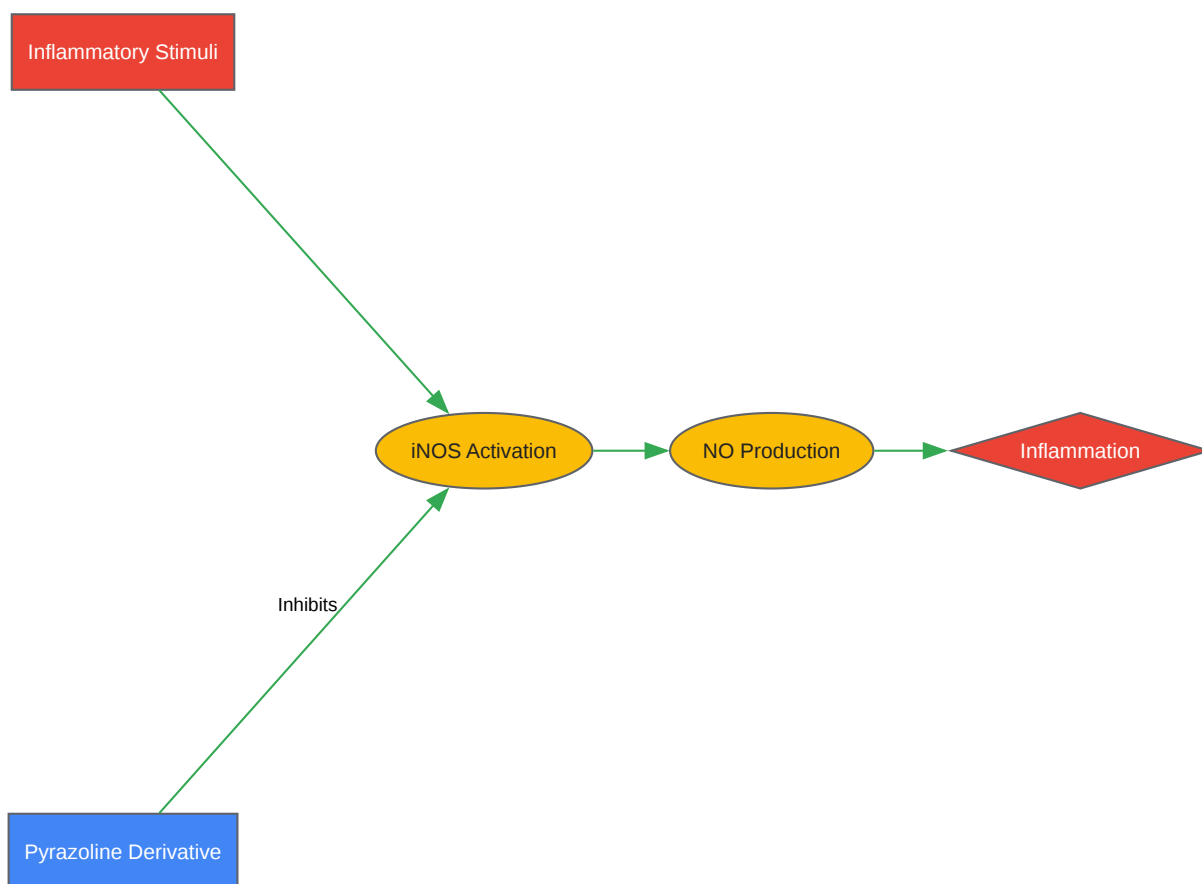 Inflammatory Stimuli
iNOS Activation
NO Production
Inflammation
Inhibits
Pyrazoline Derivative